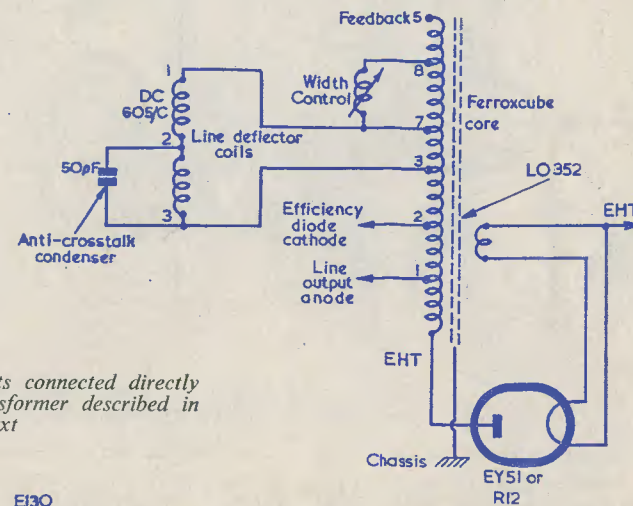 Feedback 5
1
8
DC
605/C
Width
Control
Ferroxcube
core
Line deflector
coils
7
2
50pF
3
LO352
3
Efficiency
diode
cathode
2
EHT
Anti-crosstalk
condenser
Line
output
anode
1
EHT
ts connected directly
sformer described in
xt
Chassis
EY51 or
R12
E130